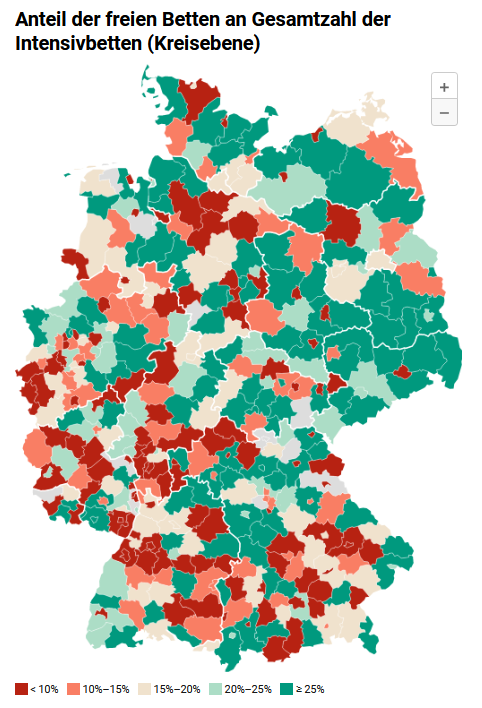 Anteil der freien Betten an Gesamtzahl der
Intensivbetten (Kreisebene)
+
−
< 10% 10%–15% 15%–20% 20%–25% ≥ 25%